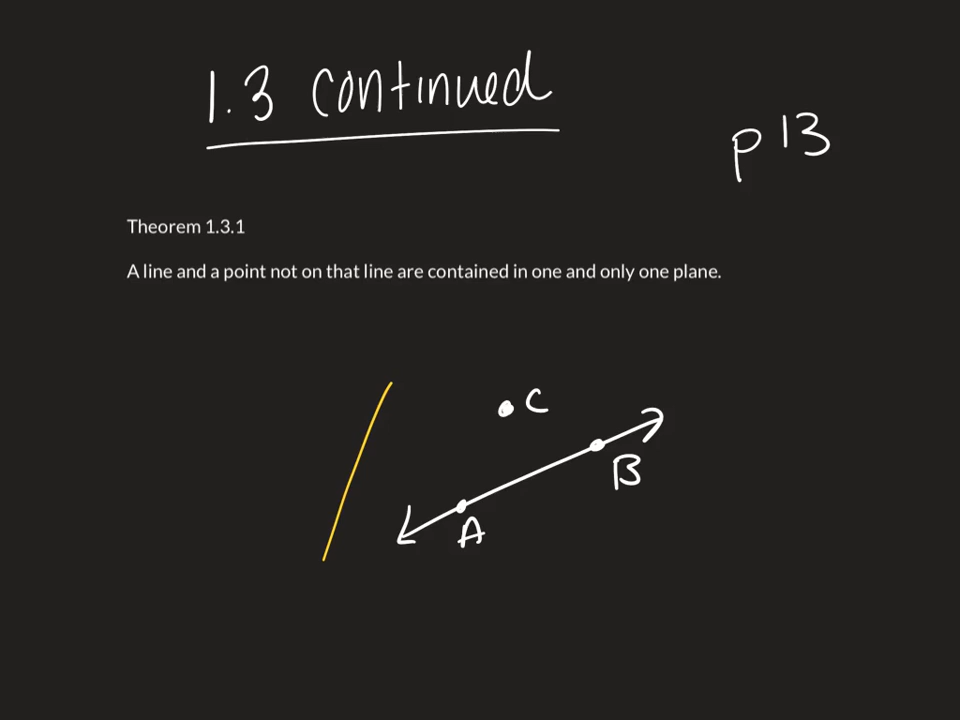 1.3 continued
p 13
Theorem 1.3.1
A line and a point not on that line are contained in one and only one plane.
C
B
A